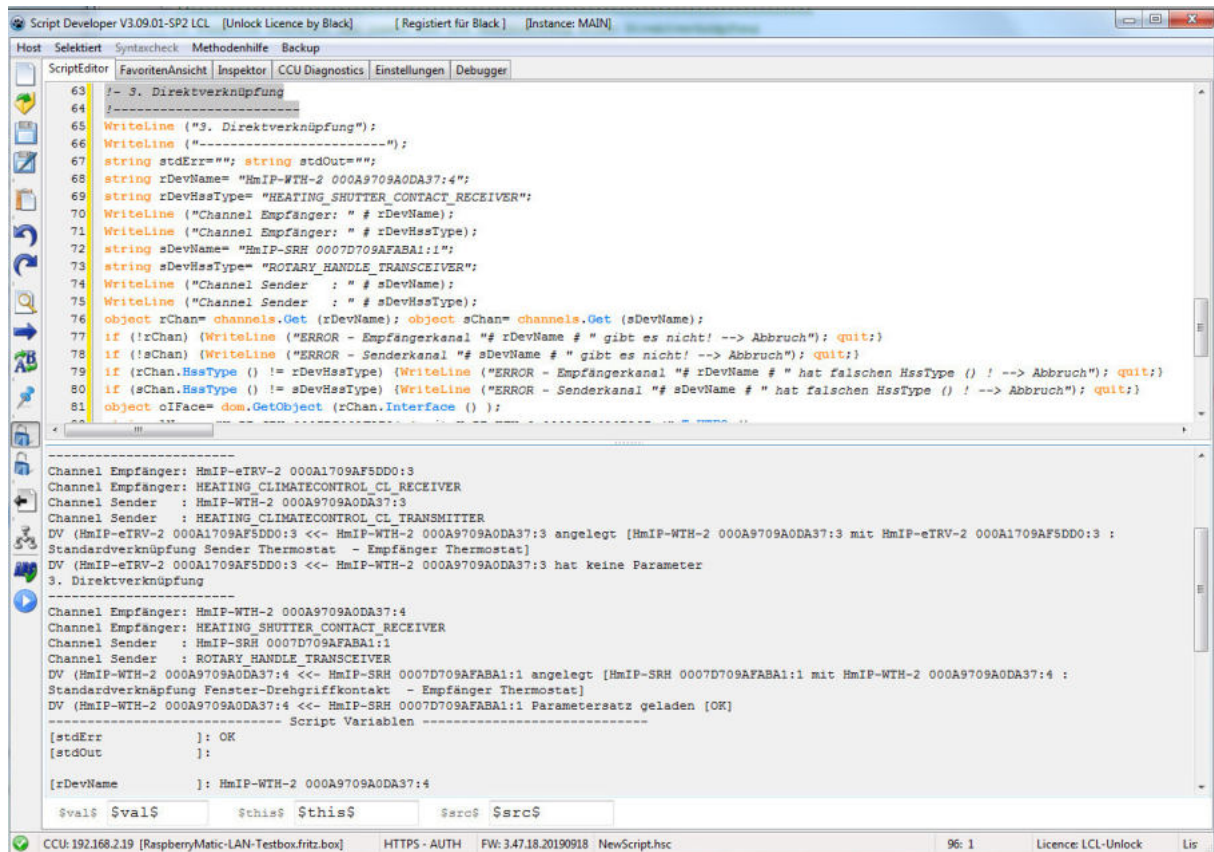 Script Developer V3.09.01-SP2 LCL [Unlock Licence by Black] [ Registiert für Black ] [Instance: MAIN]
Host Selektiert Syntaxcheck Methodenhilfe Backup
ScriptEditor FavoritenAnsicht Inspektor CCU Diagnostics Einstellungen Debugger
63 !- 3. Direktverknüpfung
64 !------------------------
65 WriteLine ("3. Direktverknüpfung");
66 WriteLine ("------------------------");
67 string stdErr=""; string stdOut="";
68 string rDevName= "HmIP-WTH-2 000A9709A0DA37:4";
69 string rDevHssType= "HEATING_SHUTTER_CONTACT_RECEIVER";
70 WriteLine ("Channel Empfänger: " # rDevName);
71 WriteLine ("Channel Empfänger: " # rDevHssType);
72 string sDevName= "HmIP-SRH 0007D709AFABA1:1";
73 string sDevHssType= "ROTARY_HANDLE_TRANSCEIVER";
74 WriteLine ("Channel Sender   : " # sDevName);
75 WriteLine ("Channel Sender   : " # sDevHssType);
76 object rChan= channels.Get (rDevName); object sChan= channels.Get (sDevName);
77 if (!rChan) {WriteLine ("ERROR - Empfängerkanal "# rDevName # " gibt es nicht! --> Abbruch"); quit;}
78 if (!sChan) {WriteLine ("ERROR - Senderkanal "# sDevName # " gibt es nicht! --> Abbruch"); quit;}
79 if (rChan.HssType () != rDevHssType) {WriteLine ("ERROR - Empfängerkanal "# rDevName # " hat falschen HssType () ! --> Abbruch"); quit;}
80 if (sChan.HssType () != sDevHssType) {WriteLine ("ERROR - Senderkanal "# sDevName # " hat falschen HssType () ! --> Abbruch"); quit;}
81 object oIFace= dom.GetObject (rChan.Interface () );
------------------------
Channel Empfänger: HmIP-eTRV-2 000A1709AF5DD0:3
Channel Empfänger: HEATING_CLIMATECONTROL_CL_RECEIVER
Channel Sender   : HmIP-WTH-2 000A9709A0DA37:3
Channel Sender   : HEATING_CLIMATECONTROL_CL_TRANSMITTER
DV (HmIP-eTRV-2 000A1709AF5DD0:3 <<- HmIP-WTH-2 000A9709A0DA37:3 angelegt [HmIP-WTH-2 000A9709A0DA37:3 mit HmIP-eTRV-2 000A1709AF5DD0:3 :
Standardverknüpfung Sender Thermostat  - Empfänger Thermostat]
DV (HmIP-eTRV-2 000A1709AF5DD0:3 <<- HmIP-WTH-2 000A9709A0DA37:3 hat keine Parameter
3. Direktverknüpfung
------------------------
Channel Empfänger: HmIP-WTH-2 000A9709A0DA37:4
Channel Empfänger: HEATING_SHUTTER_CONTACT_RECEIVER
Channel Sender   : HmIP-SRH 0007D709AFABA1:1
Channel Sender   : ROTARY_HANDLE_TRANSCEIVER
DV (HmIP-WTH-2 000A9709A0DA37:4 <<- HmIP-SRH 0007D709AFABA1:1 angelegt [HmIP-SRH 0007D709AFABA1:1 mit HmIP-WTH-2 000A9709A0DA37:4 :
Standardverknäpfung Fenster-Drehgriffkontakt  - Empfänger Thermostat]
DV (HmIP-WTH-2 000A9709A0DA37:4 <<- HmIP-SRH 0007D709AFABA1:1 Parametersatz geladen [OK]
------------------------------ Script Variablen -----------------------------
[stdErr            ]: OK
[stdOut            ]:
[rDevName          ]: HmIP-WTH-2 000A9709A0DA37:4
$val$ $val$ $this$ $this$ $src$ $src$
CCU: 192.168.2.19 [RaspberryMatic-LAN-Testbox.fritz.box] HTTPS - AUTH FW: 3.47.18.20190918 NewScript.hsc 96: 1 Licence: LCL-Unlock Lis